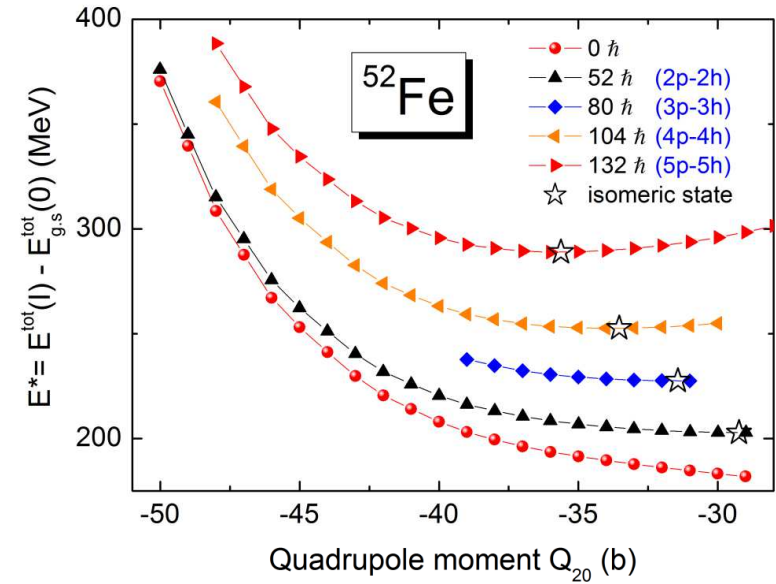 400
300
200
E*= E^tot(I) - E^tot_g.s(0) (MeV)
⁵²Fe
0 ℏ
52 ℏ (2p-2h)
80 ℏ (3p-3h)
104 ℏ (4p-4h)
132 ℏ (5p-5h)
isomeric state
-50 -45 -40 -35 -30
Quadrupole moment Q₂₀ (b)